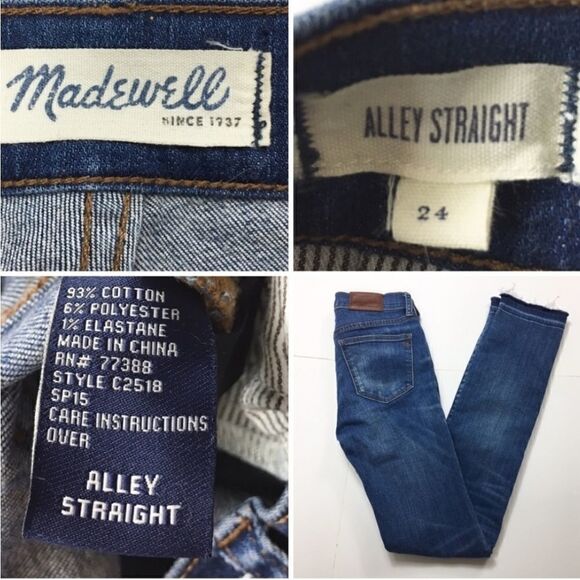 Madewell
SINCE 1937
ALLEY STRAIGHT
24
93% COTTON
6% POLYESTER
1% ELASTANE
MADE IN CHINA
RN# 77388
STYLE C2518
SP15
CARE INSTRUCTIONS
OVER
ALLEY
STRAIGHT